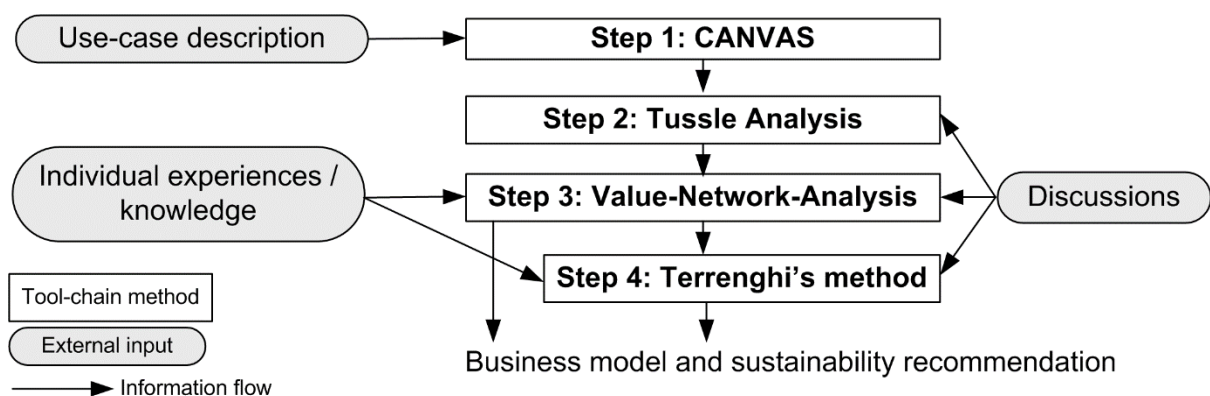 Use-case description
Step 1: CANVAS
Step 2: Tussle Analysis
Individual experiences /
knowledge
Step 3: Value-Network-Analysis
Discussions
Step 4: Terrenghi's method
Tool-chain method
External input
Information flow
Business model and sustainability recommendation